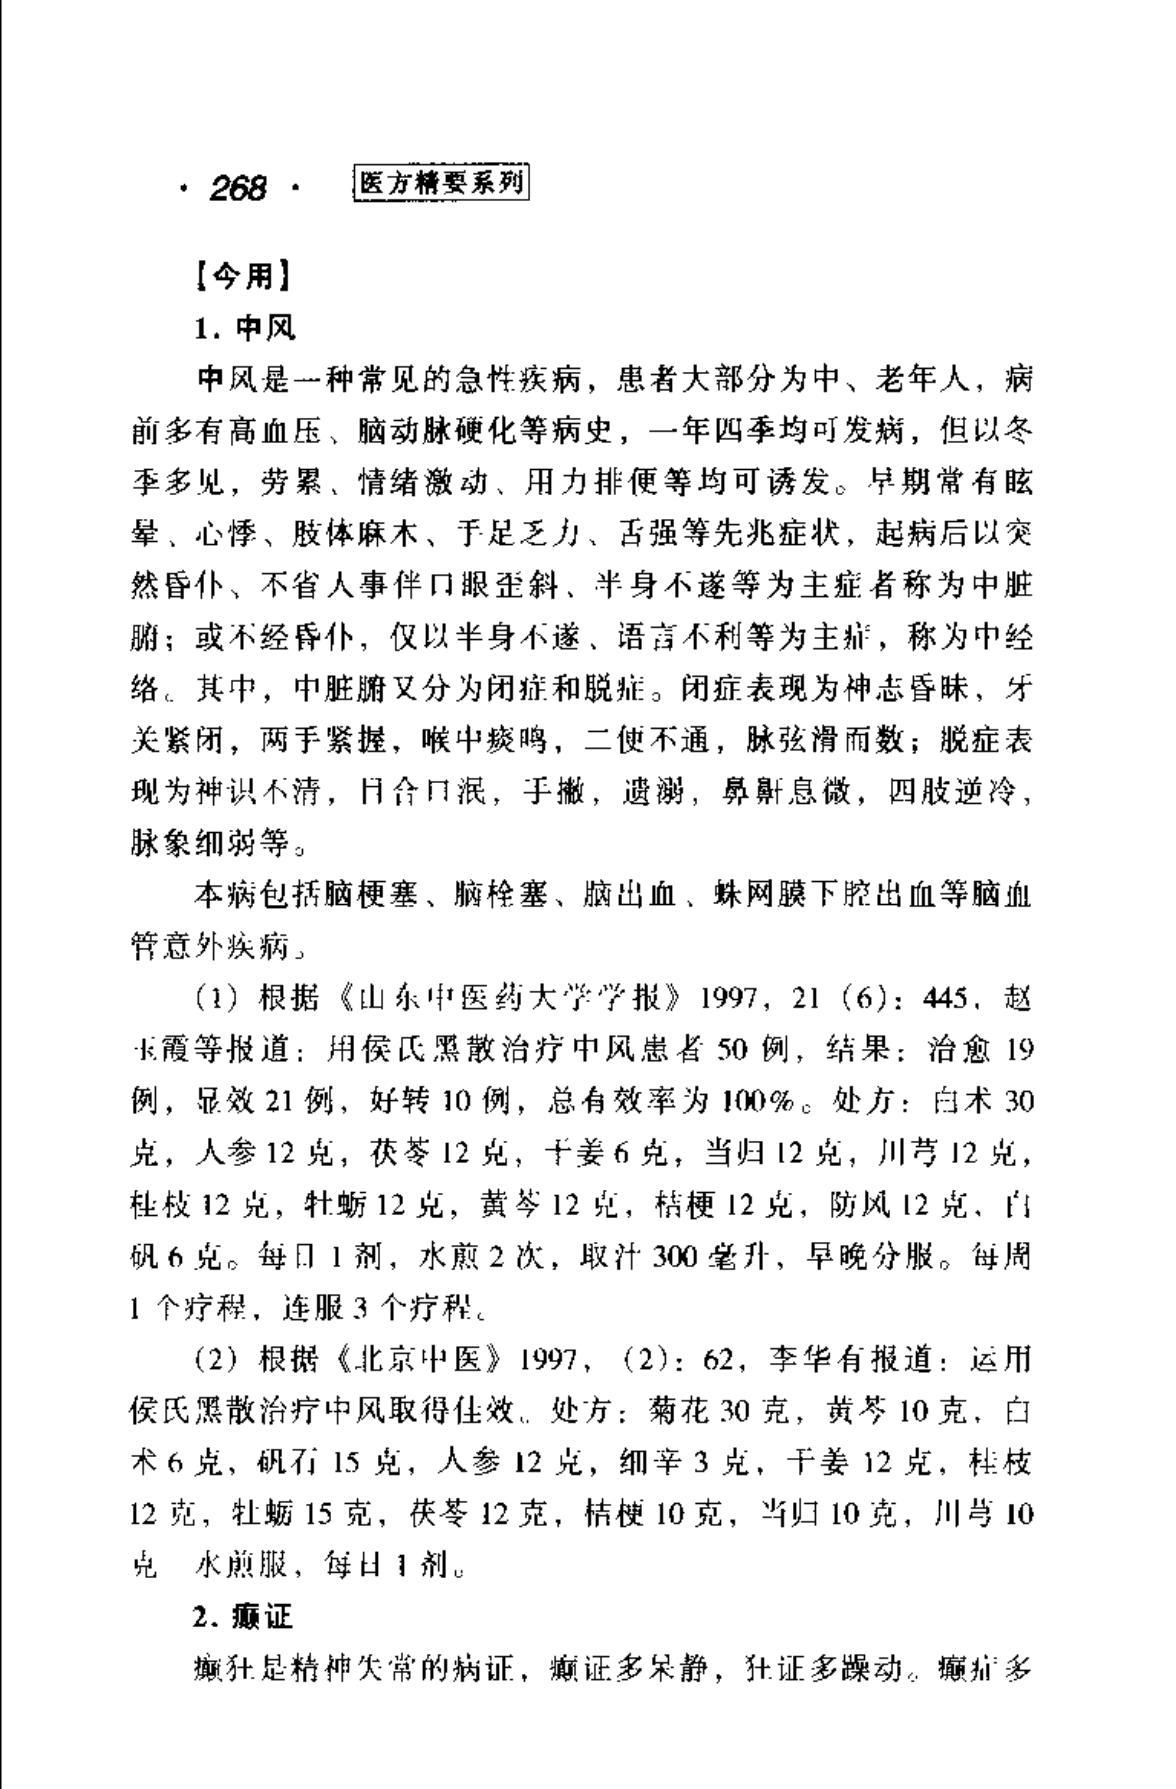 · 268 · 医方精要系列
【今用】
1. 中风
中风是一种常见的急性疾病，患者大部分为中、老年人，病
前多有高血压、脑动脉硬化等病史，一年四季均可发病，但以冬
季多见，劳累、情绪激动、用力排便等均可诱发。早期常有眩
晕、心悸、肢体麻木、手足乏力、舌强等先兆症状，起病后以突
然昏仆、不省人事伴口眼歪斜、半身不遂等为主症者称为中脏
腑；或不经昏仆，仅以半身不遂、语言不利等为主症，称为中经
络。其中，中脏腑又分为闭症和脱症。闭症表现为神志昏昧，牙
关紧闭，两手紧握，喉中痰鸣，二便不通，脉弦滑而数；脱症表
现为神识不清，目合口泯，手撇，遗溺，鼻鼾息微，四肢逆冷，
脉象细弱等。
本病包括脑梗塞、脑栓塞、脑出血、蛛网膜下腔出血等脑血
管意外疾病。
（1）根据《山东中医药大学学报》1997，21（6）：445，赵
玉霞等报道：用侯氏黑散治疗中风患者 50 例，结果：治愈 19
例，显效 21 例，好转 10 例，总有效率为 100%。处方：白术 30
克，人参 12 克，茯苓 12 克，干姜 6 克，当归 12 克，川芎 12 克，
桂枝 12 克，牡蛎 12 克，黄芩 12 克，桔梗 12 克，防风 12 克，白
矾 6 克。每日 1 剂，水煎 2 次，取汁 300 毫升，早晚分服。每周
1 个疗程，连服 3 个疗程。
（2）根据《北京中医》1997，（2）：62，李华有报道：运用
侯氏黑散治疗中风取得佳效。处方：菊花 30 克，黄芩 10 克，白
术 6 克，矾石 15 克，人参 12 克，细辛 3 克，干姜 12 克，桂枝
12 克，牡蛎 15 克，茯苓 12 克，桔梗 10 克，当归 10 克，川芎 10
克　水煎服，每日 1 剂。
2. 癫证
癫狂是精神失常的病证，癫证多呆静，狂证多躁动。癫症多